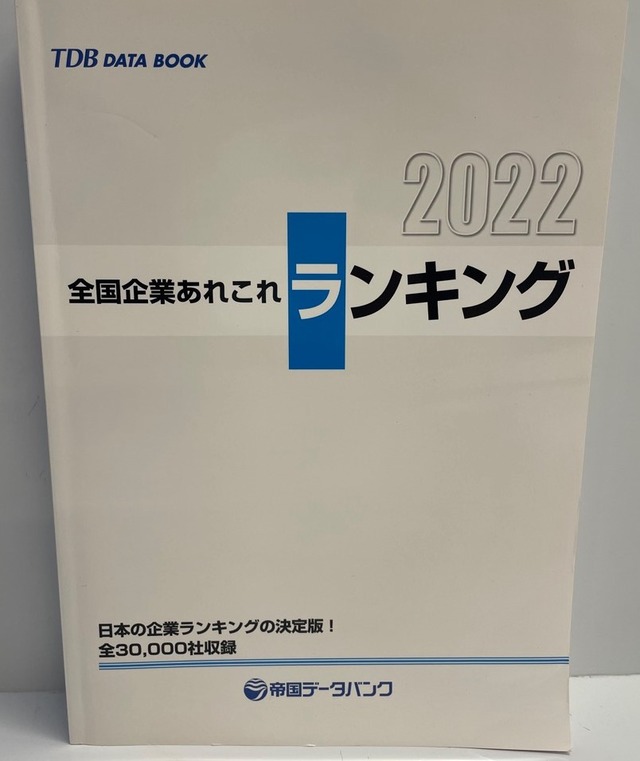 TDB DATA BOOK
2022
全国企業あれこれランキング
日本の企業ランキングの決定版！
全30,000社収録
帝国データバンク